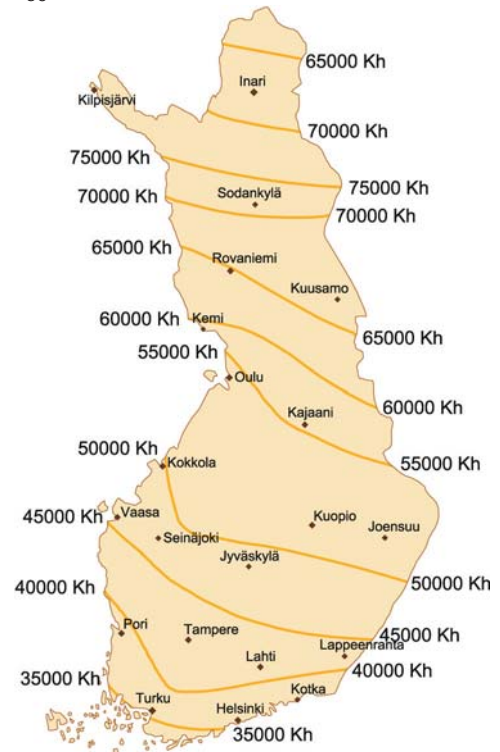 65000 Kh
Inari
Kilpisjärvi
70000 Kh
75000 Kh
75000 Kh
70000 Kh
Sodankylä
70000 Kh
65000 Kh
Rovaniemi
Kuusamo
60000 Kh
Kemi
65000 Kh
55000 Kh
Oulu
60000 Kh
Kajaani
50000 Kh
Kokkola
55000 Kh
45000 Kh
Vaasa
Kuopio
Joensuu
Seinäjoki
Jyväskylä
50000 Kh
40000 Kh
Pori
Tampere
45000 Kh
Lappeenranta
Lahti
40000 Kh
35000 Kh
Turku
Kotka
Helsinki
35000 Kh